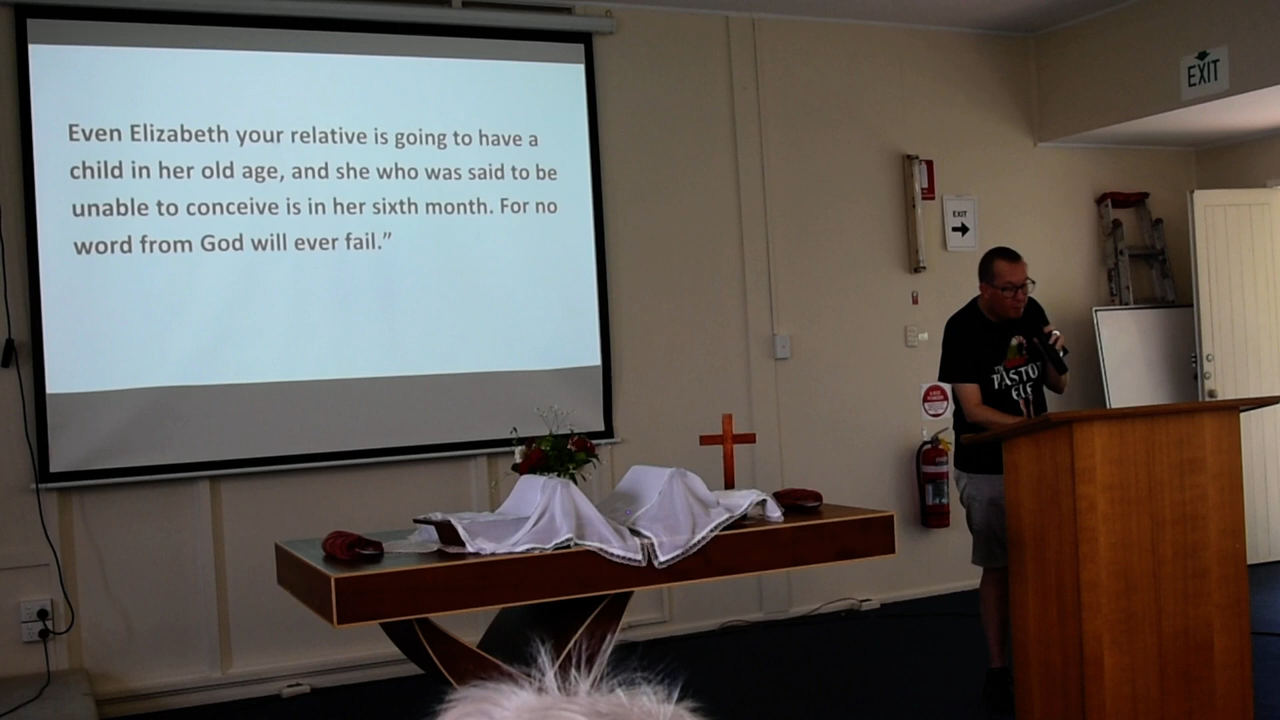 Even Elizabeth your relative is going to have a
child in her old age, and she who was said to be
unable to conceive is in her sixth month. For no
word from God will ever fail.”
EXIT
EXIT
PASTOR
ELF